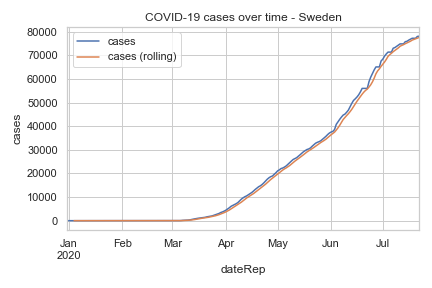 COVID-19 cases over time - Sweden
cases
cases (rolling)
80000
70000
60000
50000
40000
30000
20000
10000
0
cases
Jan Feb Mar Apr May Jun Jul
2020
dateRep